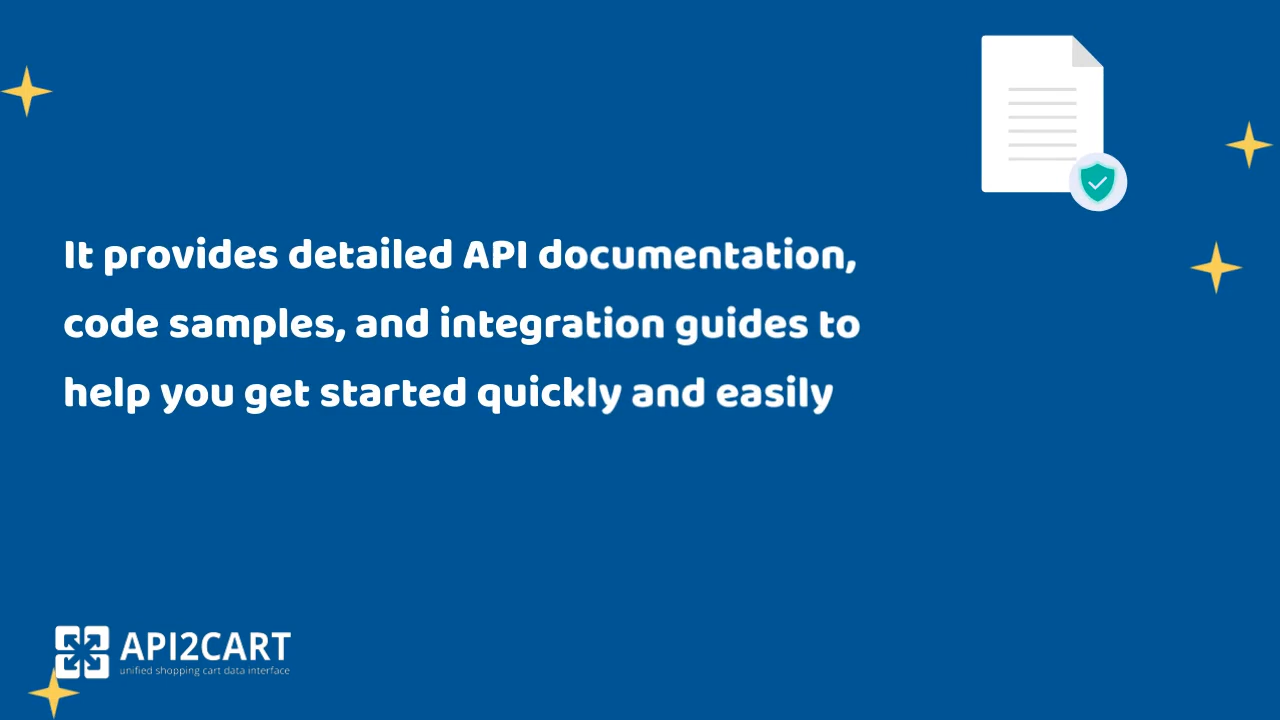 It provides detailed API documentation,
code samples, and integration guides to
help you get started quickly and easily
API2CART
unified shopping cart data interface